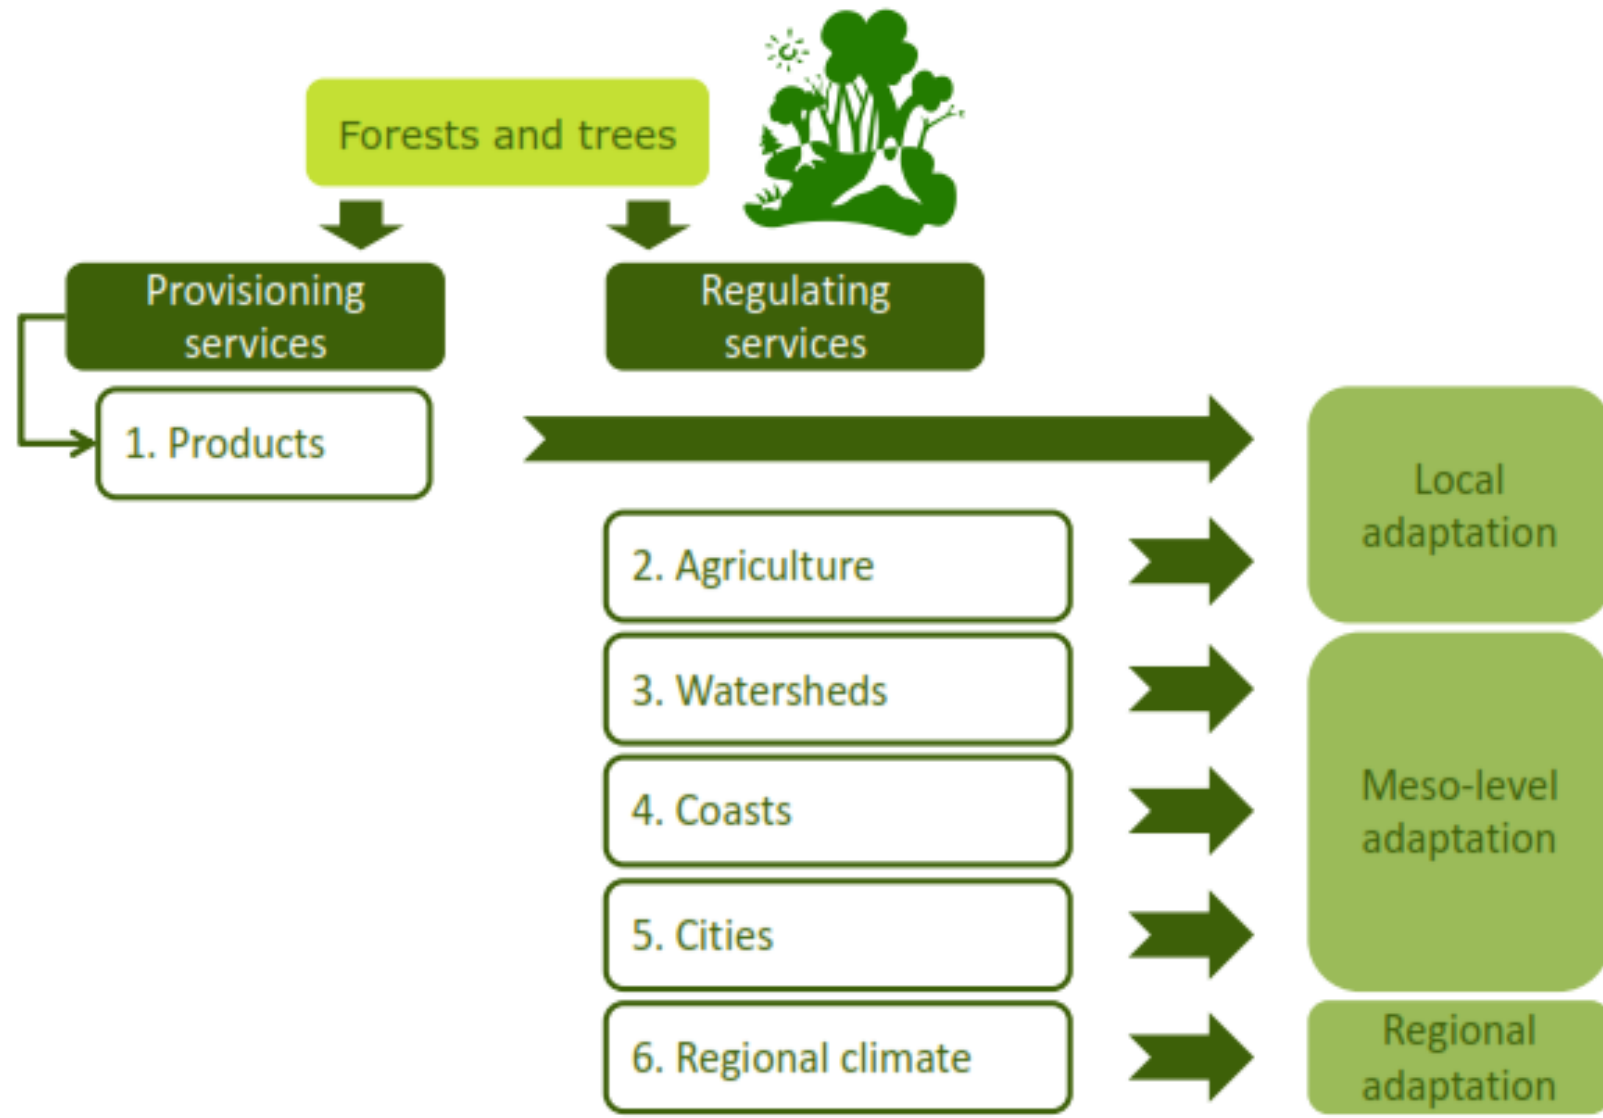 Forests and trees
Provisioning
services
Regulating
services
1. Products
Local
adaptation
2. Agriculture
3. Watersheds
4. Coasts
Meso-level
adaptation
5. Cities
6. Regional climate
Regional
adaptation